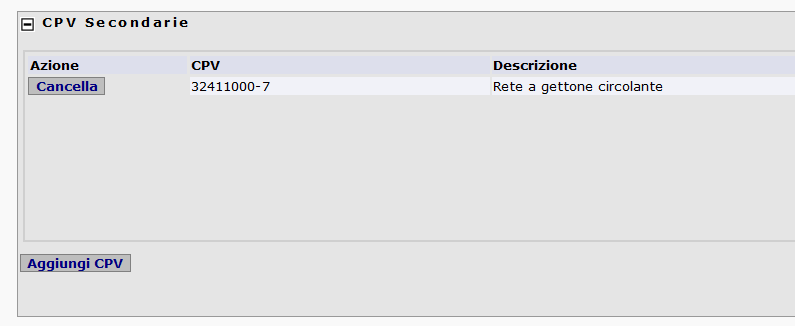 CPV Secondarie
Azione CPV Descrizione
Cancella 32411000-7 Rete a gettone circolante
Aggiungi CPV